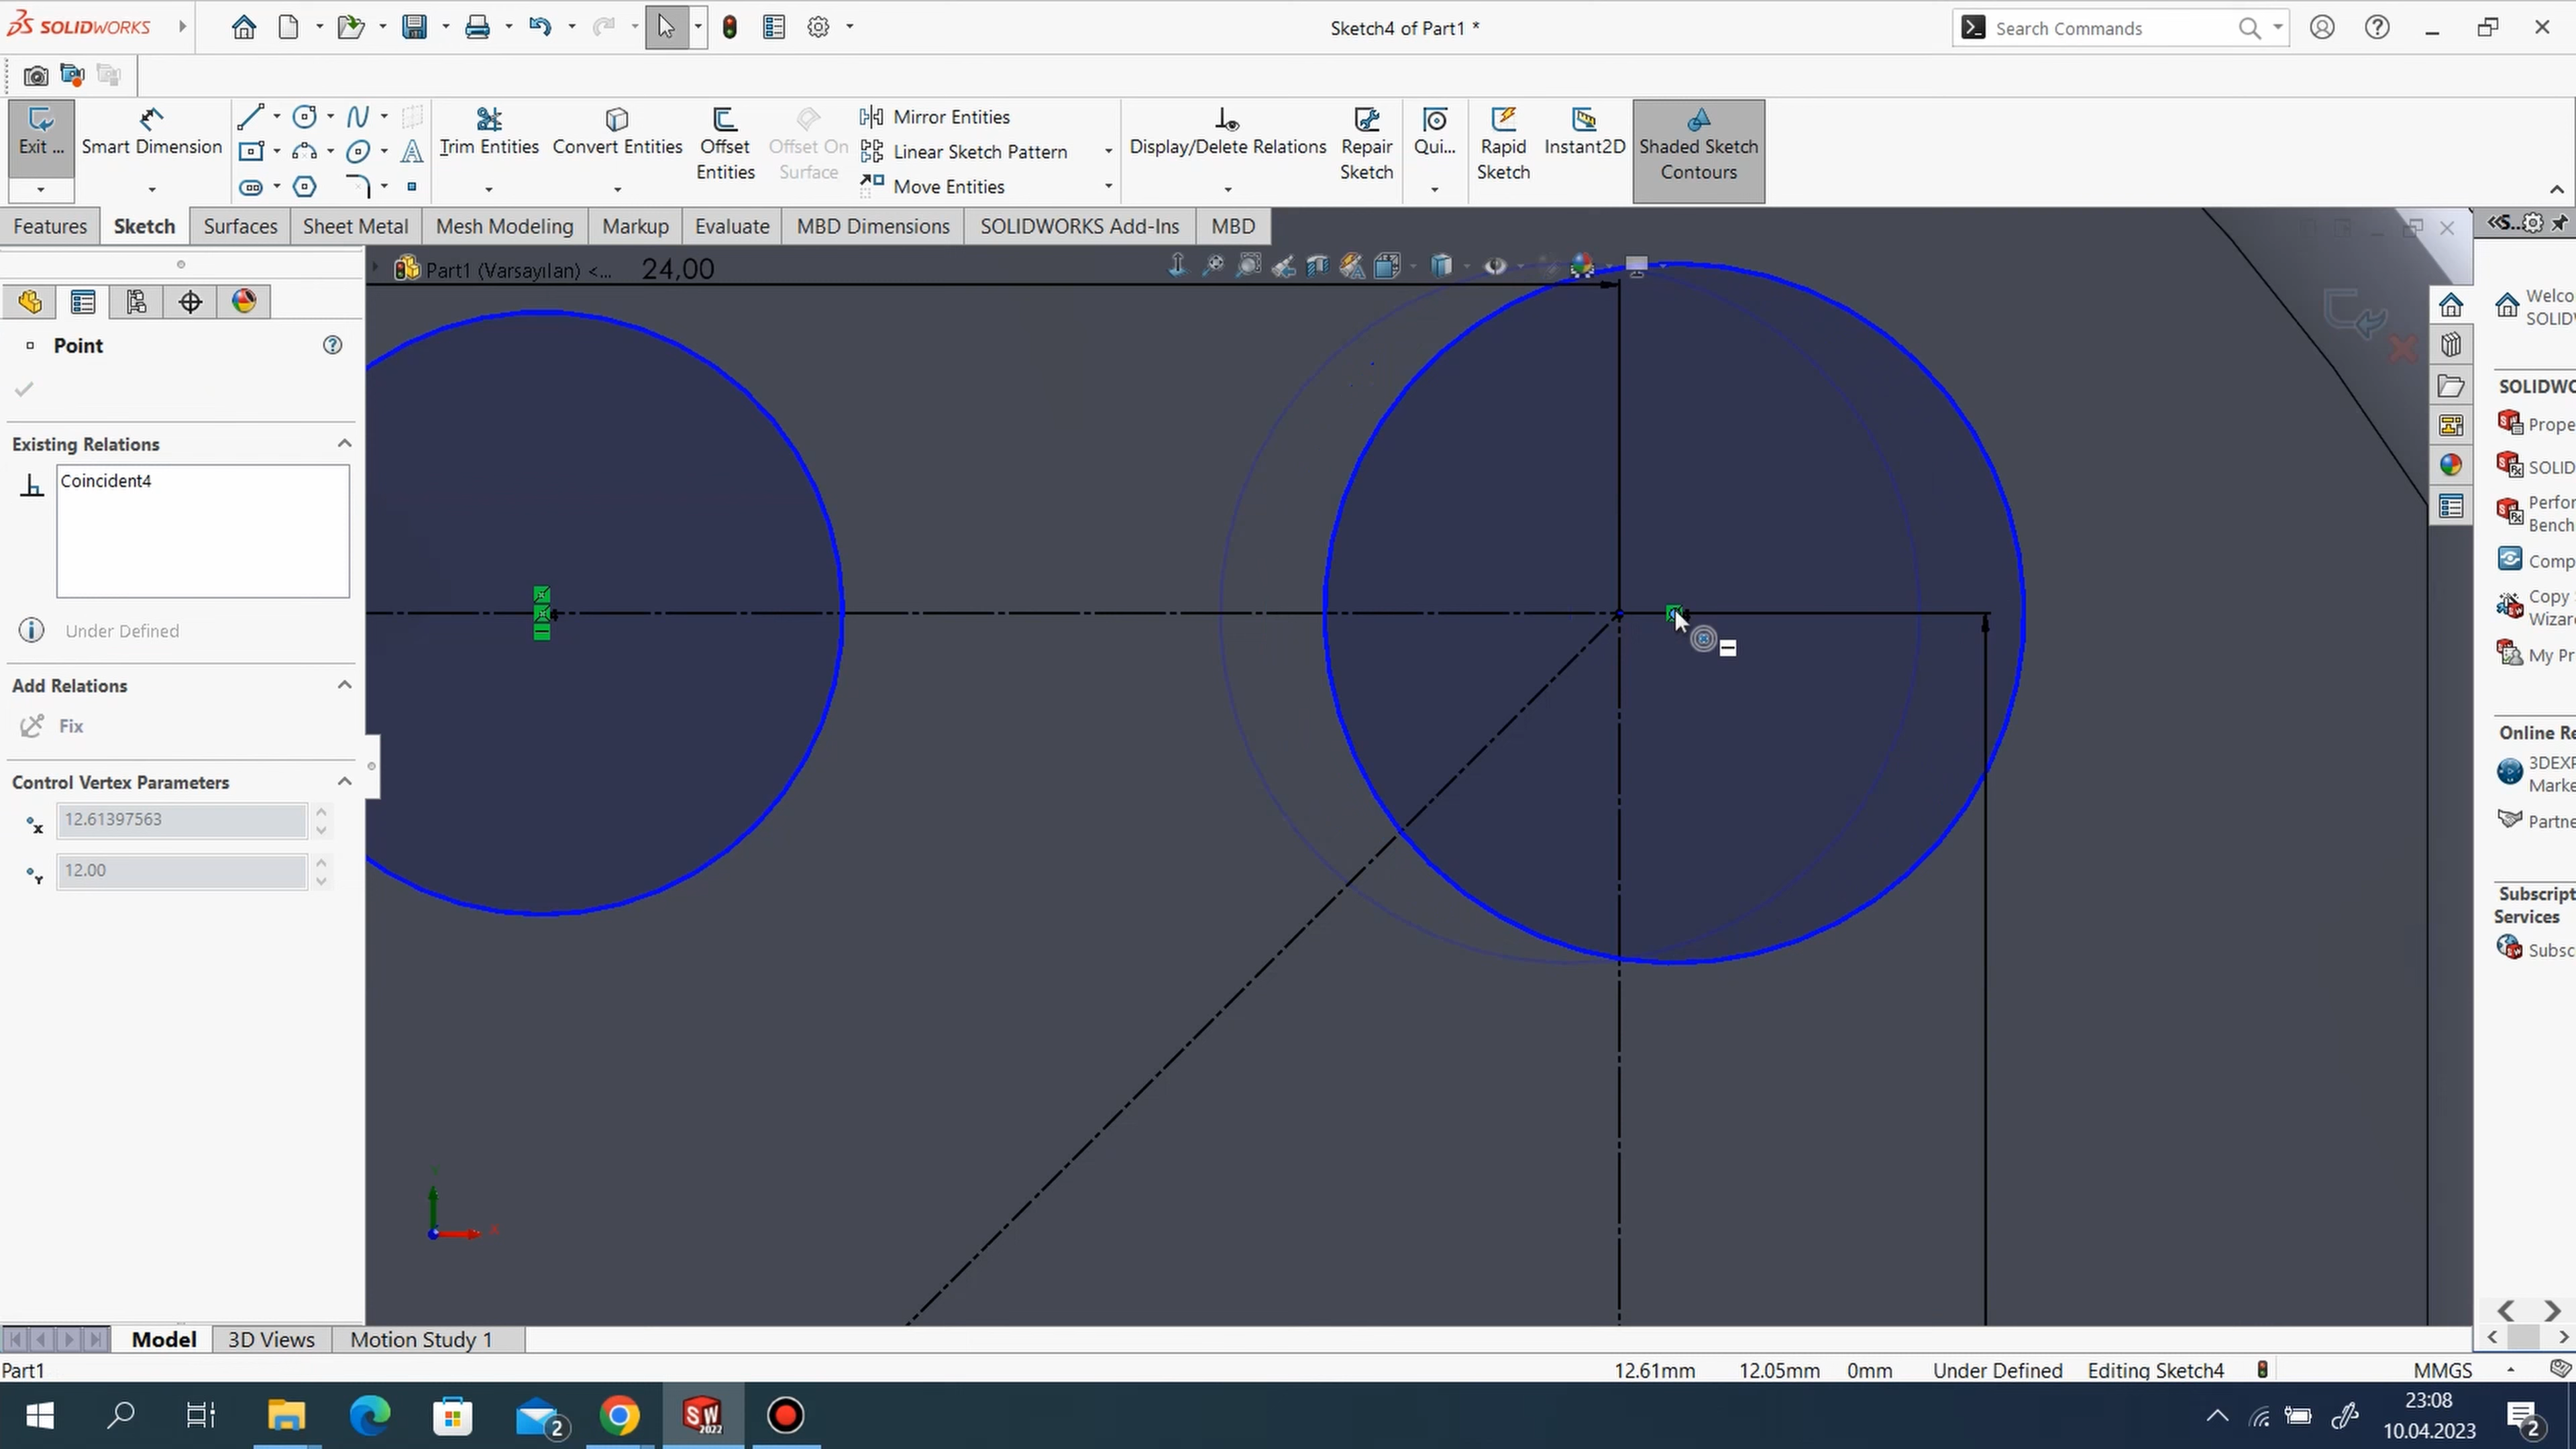 SOLIDWORKS
Sketch4 of Part1 *
Search Commands
Exit ...
Smart Dimension
Trim Entities
Convert Entities
Offset
Entities
Offset On
Surface
Mirror Entities
Linear Sketch Pattern
Move Entities
Display/Delete Relations
Repair
Sketch
Qui...
Rapid
Sketch
Instant2D
Shaded Sketch
Contours
Features
Sketch
Surfaces
Sheet Metal
Mesh Modeling
Markup
Evaluate
MBD Dimensions
SOLIDWORKS Add-Ins
MBD
S..
Part1 (Varsayılan) <...
24,00
Point
Existing Relations
Coincident4
Under Defined
Add Relations
Fix
Control Vertex Parameters
X
12.61397563
Y
12.00
Welco
SOLIDW
SOLIDWO
Prope
SOLID
Perfor
Bench
Comp
Copy S
Wizar
My Pr
Online Re
3DEXP
Marke
Partne
Subscript
Services
Subsc
Model
3D Views
Motion Study 1
Part1
12.61mm
12.05mm
0mm
Under Defined
Editing Sketch4
MMGS
2
SW
2022
23:08
10.04.2023
2